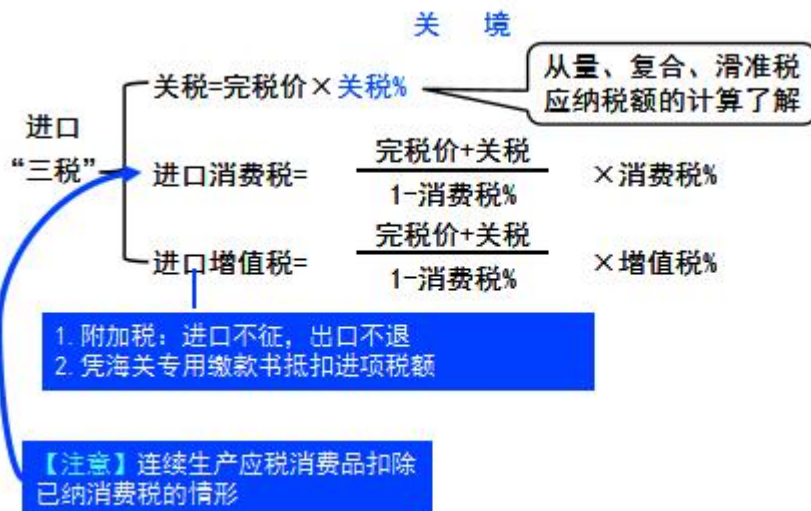 关 境
关税=完税价×关税%
从量、复合、滑准税
应纳税额的计算了解
进口
“三税”
进口消费税=
完税价+关税
1-消费税%
×消费税%
进口增值税=
完税价+关税
1-消费税%
×增值税%
1.附加税：进口不征，出口不退
2.凭海关专用缴款书抵扣进项税额
【注意】连续生产应税消费品扣除
已纳消费税的情形